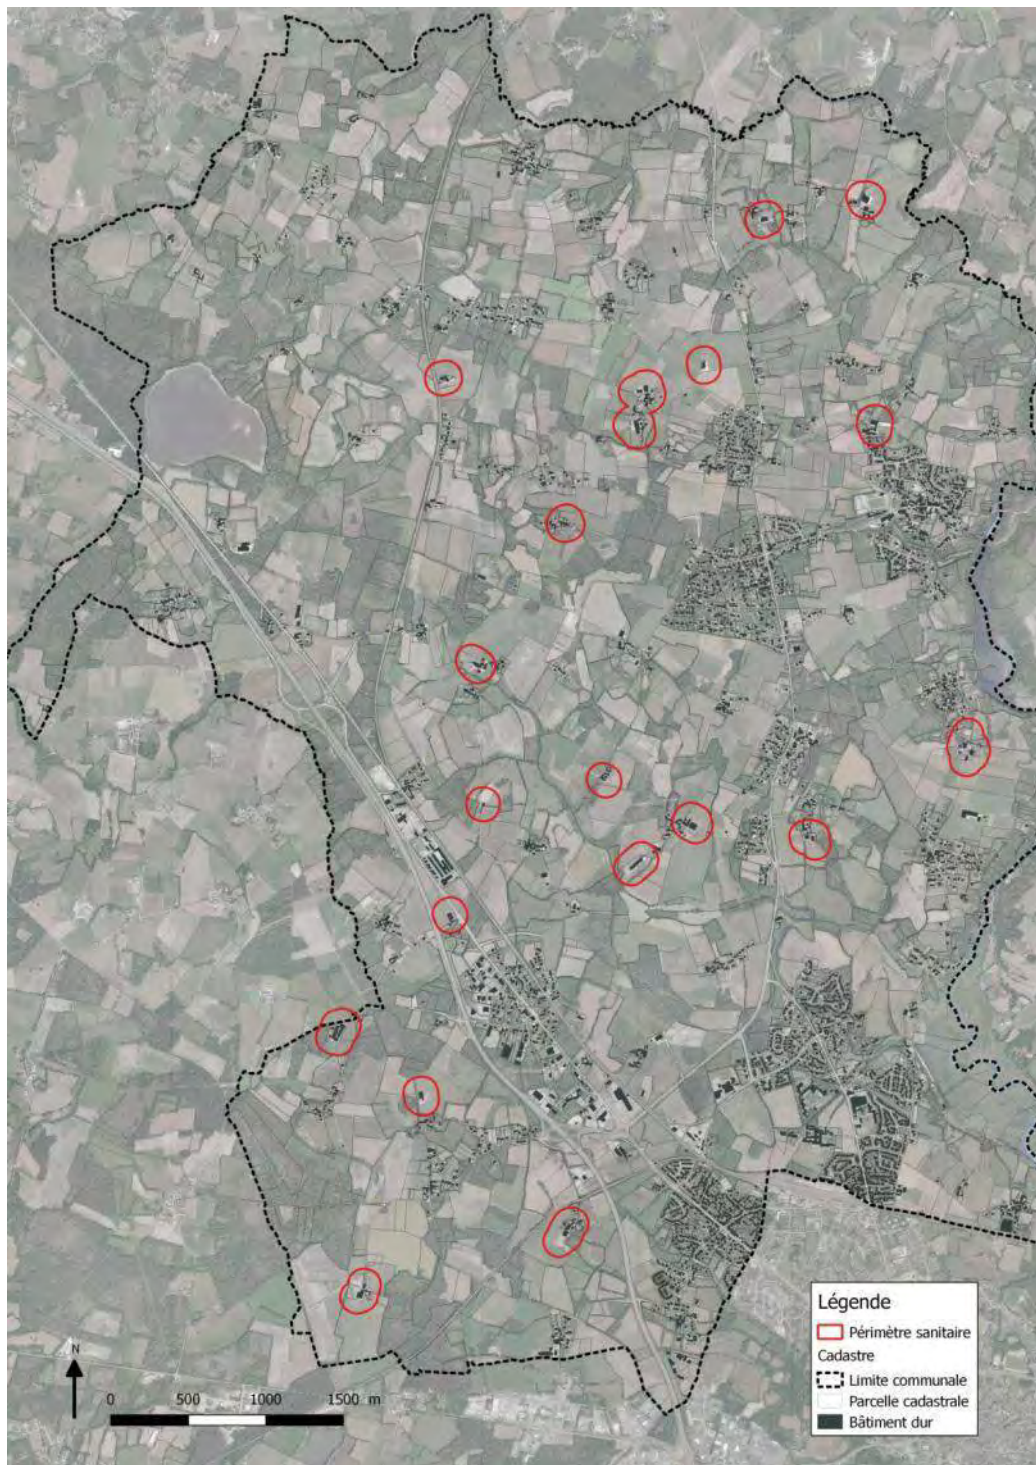 Légende
Périmètre sanitaire
Cadastre
Limite communale
Parcelle cadastrale
Bâtiment dur
N
0 500 1000 1500 m